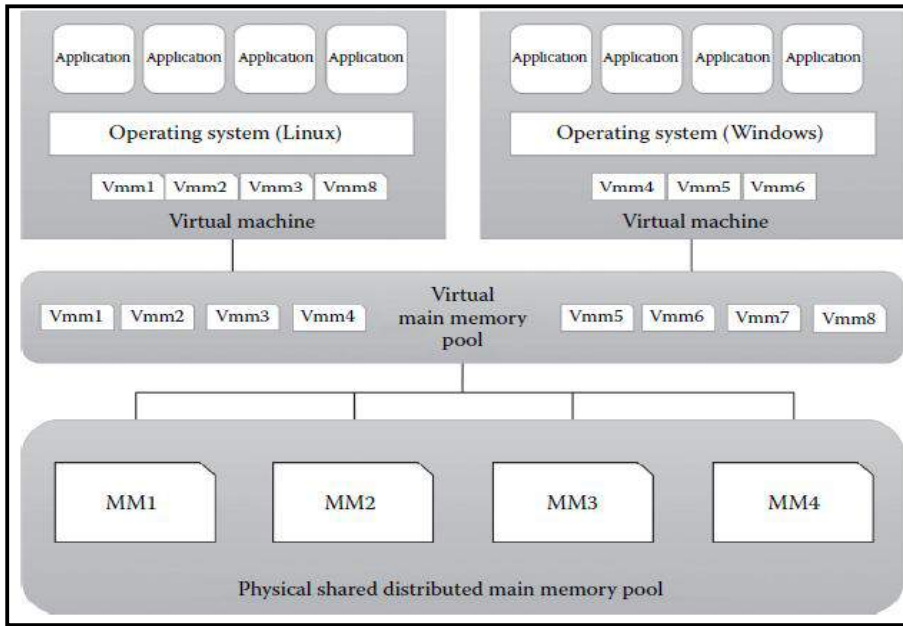 Application Application Application Application
Application Application Application Application
Operating system (Linux)
Operating system (Windows)
Vmm1 Vmm2 Vmm3 Vmm8
Vmm4 Vmm5 Vmm6
Virtual machine
Virtual machine
Vmm1 Vmm2 Vmm3 Vmm4
Virtual
main memory
pool
Vmm5 Vmm6 Vmm7 Vmm8
MM1 MM2 MM3 MM4
Physical shared distributed main memory pool